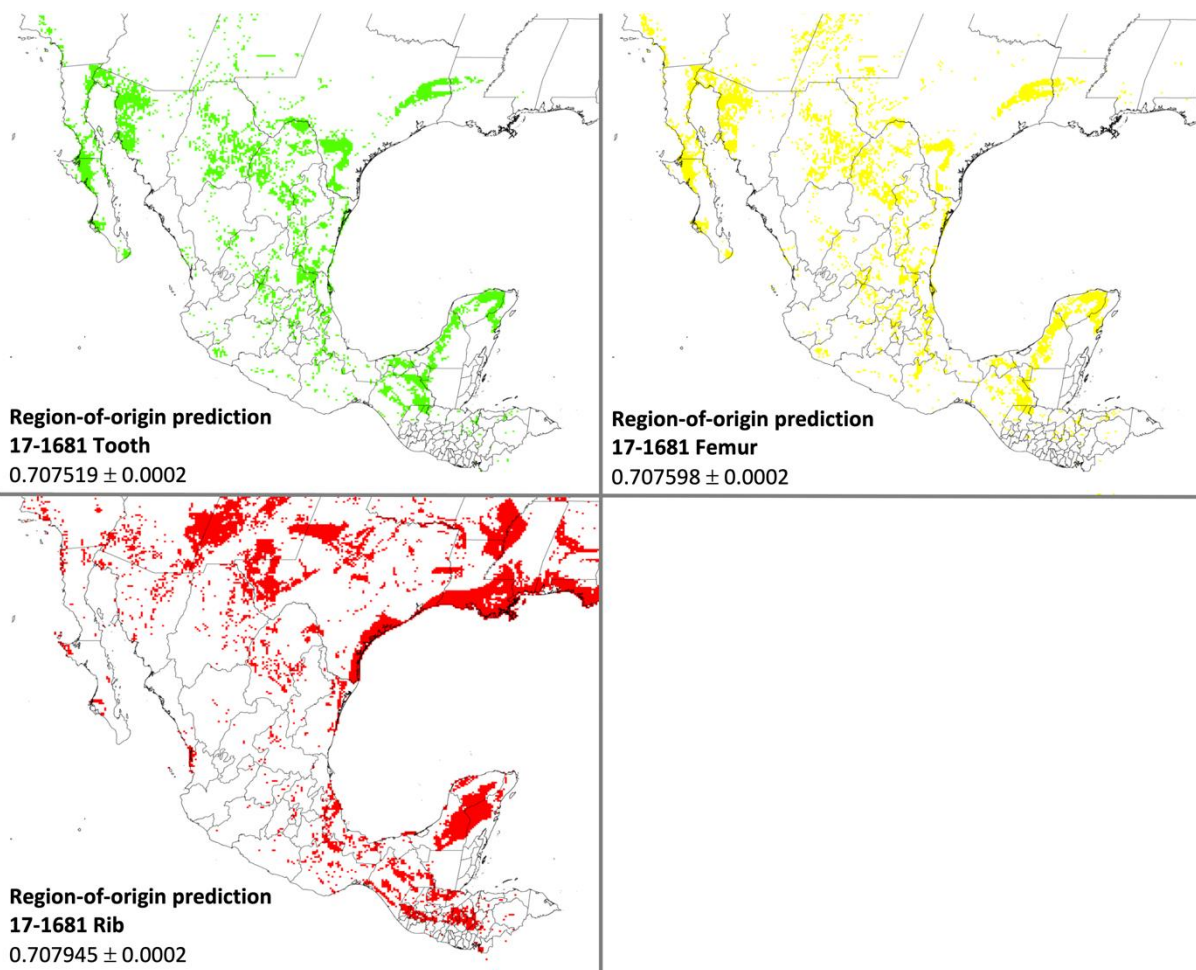 Region-of-origin prediction
17-1681 Tooth
0.707519 ± 0.0002
Region-of-origin prediction
17-1681 Femur
0.707598 ± 0.0002
Region-of-origin prediction
17-1681 Rib
0.707945 ± 0.0002